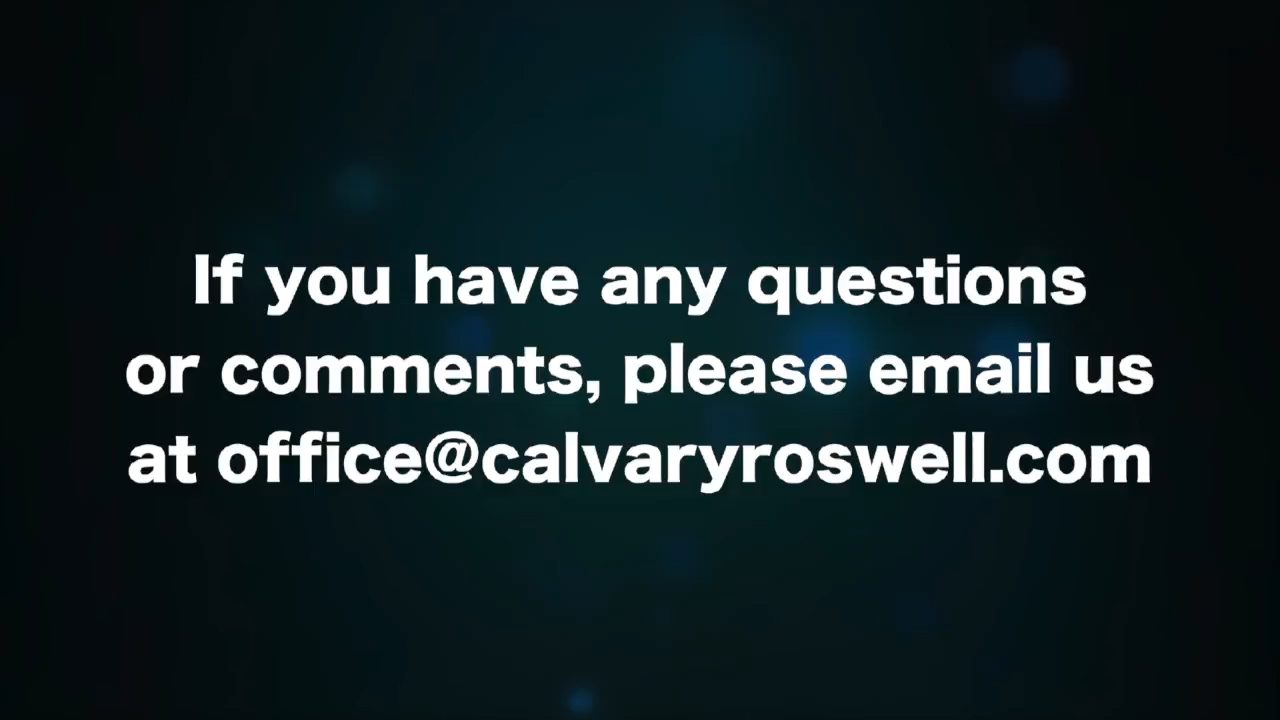 If you have any questions
or comments, please email us
at office@calvaryroswell.com